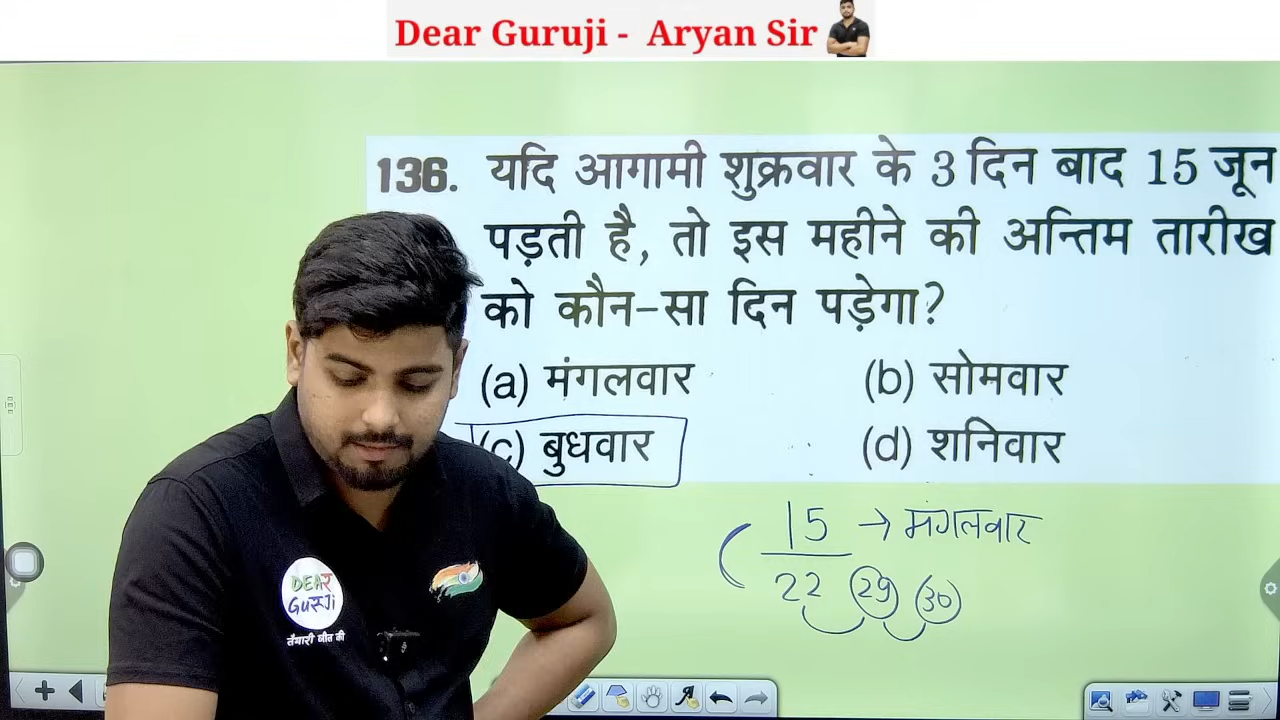 Dear Guruji - Aryan Sir
136. यदि आगामी शुक्रवार के 3 दिन बाद 15 जून
पड़ती है, तो इस महीने की अन्तिम तारीख
को कौन-सा दिन पड़ेगा?
(a) मंगलवार (b) सोमवार
(c) बुधवार (d) शनिवार
15 → मंगलवार
22 29 30
DEAR
GURUJi
तैयारी जीत की